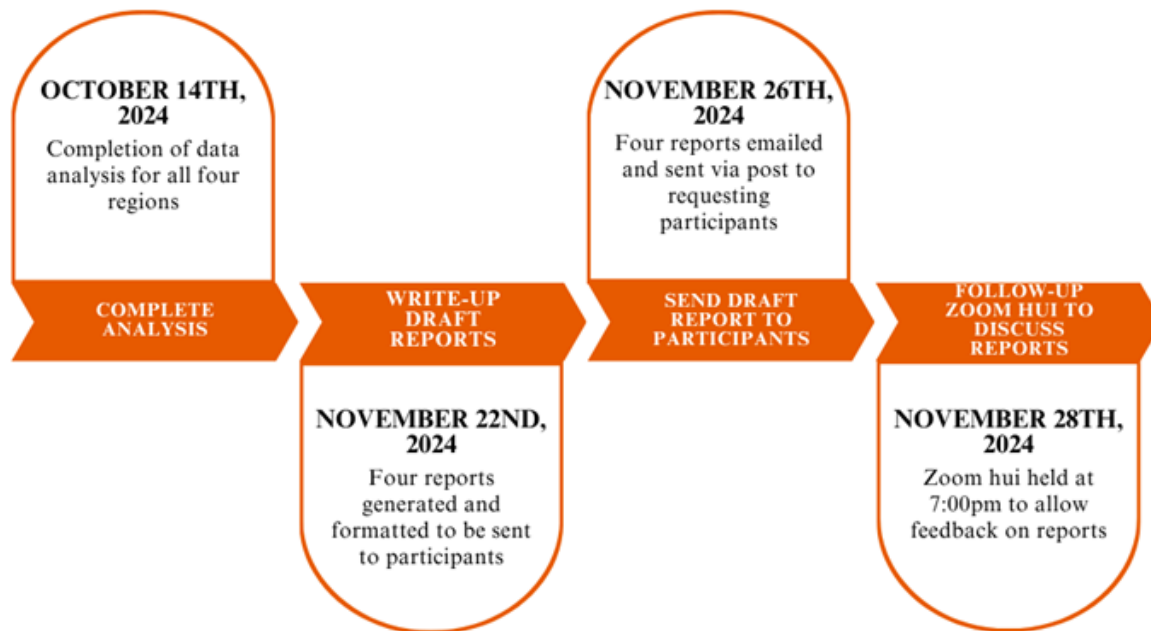 OCTOBER 14TH,
2024
Completion of data
analysis for all four
regions
COMPLETE
ANALYSIS
WRITE-UP
DRAFT
REPORTS
NOVEMBER 22ND,
2024
Four reports
generated and
formatted to be sent
to participants
NOVEMBER 26TH,
2024
Four reports emailed
and sent via post to
requesting
participants
SEND DRAFT
REPORT TO
PARTICIPANTS
FOLLOW-UP
ZOOM HUI TO
DISCUSS
REPORTS
NOVEMBER 28TH,
2024
Zoom hui held at
7:00pm to allow
feedback on reports